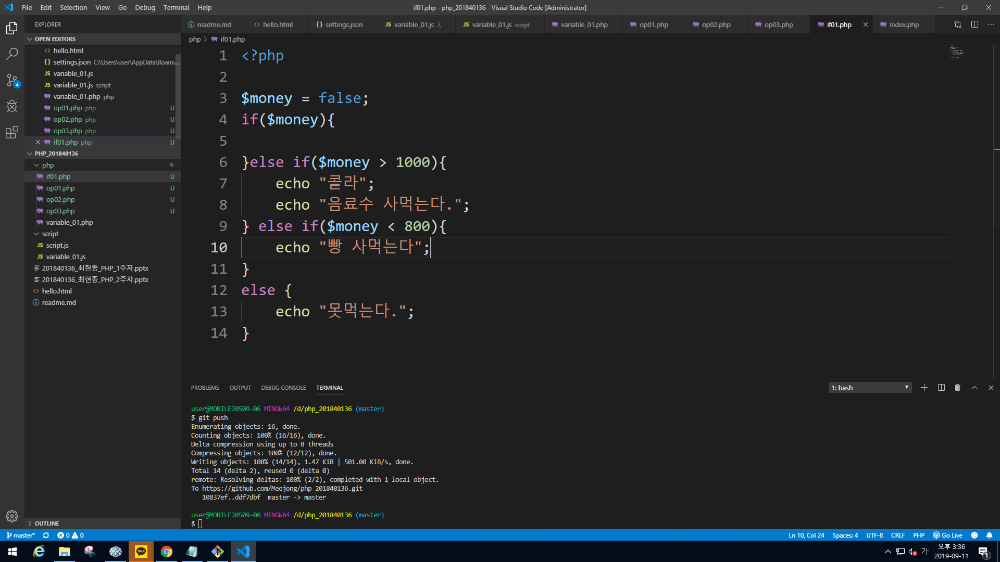 File Edit Selection View Go Debug Terminal Help
if01.php - php_201840136 - Visual Studio Code [Administrator]
EXPLORER
OPEN EDITORS
hello.html
settings.json C:\Users\user\AppData\Roami...
JS variable_01.js
JS variable_01.js script
variable_01.php php
op01.php php U
op02.php php U
op03.php php U
if01.php php U
PHP_201840136
php
if01.php U
op01.php U
op02.php U
op03.php U
variable_01.php
script
JS script.js
JS variable_01.js
201840136_최현종_PHP_1주차.pptx
201840136_최현종_PHP_2주차.pptx
hello.html
readme.md
OUTLINE
4
readme.md hello.html settings.json JS variable_01.js .\ JS variable_01.js script variable_01.php op01.php op02.php op03.php if01.php index.php
php > if01.php
1 <?php
2
3 $money = false;
4 if($money){
5
6 }else if($money > 1000){
7 echo "콜라";
8 echo "음료수 사먹는다.";
9 } else if($money < 800){
10 echo "빵 사먹는다";
11 }
12 else {
13 echo "못먹는다.";
14 }
PROBLEMS OUTPUT DEBUG CONSOLE TERMINAL
1: bash
user@MOBILEJ0509-06 MINGW64 /d/php_201840136 (master)
$ git push
Enumerating objects: 16, done.
Counting objects: 100% (16/16), done.
Delta compression using up to 8 threads
Compressing objects: 100% (12/12), done.
Writing objects: 100% (14/14), 1.47 KiB | 501.00 KiB/s, done.
Total 14 (delta 2), reused 0 (delta 0)
remote: Resolving deltas: 100% (2/2), completed with 1 local object.
To https://github.com/Meojong/php_201840136.git
10837ef..ddf7dbf master -> master
user@MOBILEJ0509-06 MINGW64 /d/php_201840136 (master)
$
master* 0 0
Ln 10, Col 24 Spaces: 4 UTF-8 CRLF PHP Go Live
TALK
가
오후 3:36
2019-09-11
1